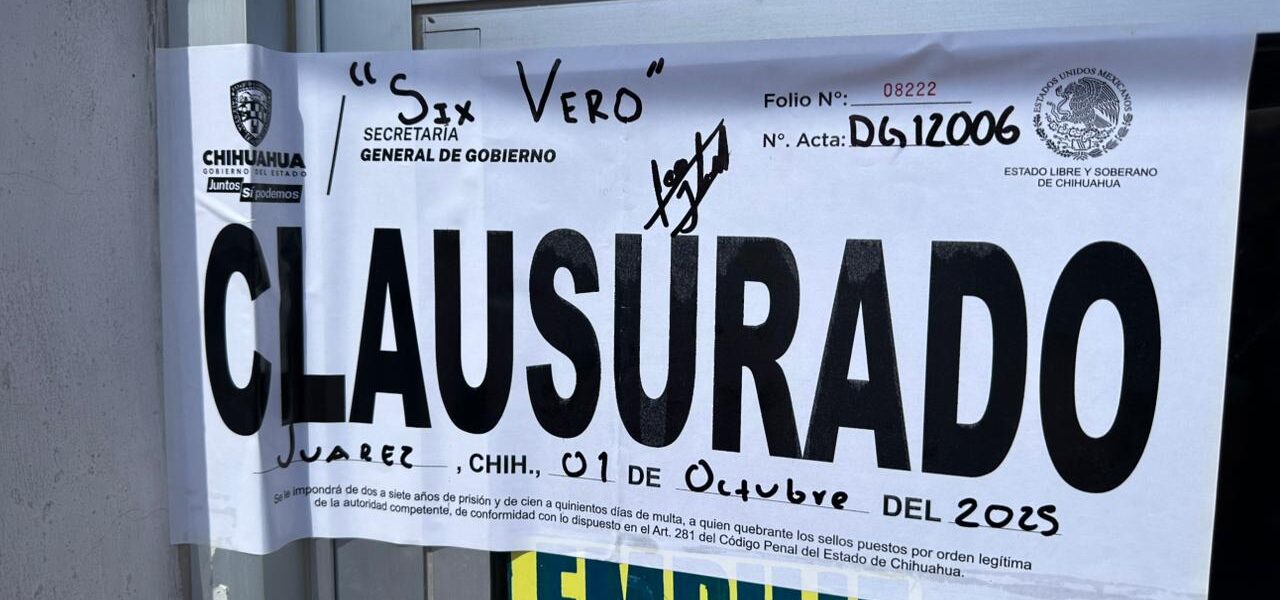 "Six Vero"
CHIHUAHUA
GOBIERNO DEL ESTADO
Juntos
Sí podemos
SECRETARÍA
GENERAL DE GOBIERNO
Folio N°: 08222
N°. Acta: DG12006
ESTADOS UNIDOS MEXICANOS
ESTADO LIBRE Y SOBERANO
DE CHIHUAHUA
CLAUSURADO
JUAREZ, CHIH., 01 DE Octubre DEL 2025
Se le impondrá de dos a siete años de prisión y de cien a quinientos días de multa, a quien quebrante los sellos puestos por orden legítima
de la autoridad competente, de conformidad con lo dispuesto en el Art. 281 del Código Penal del Estado de Chihuahua.